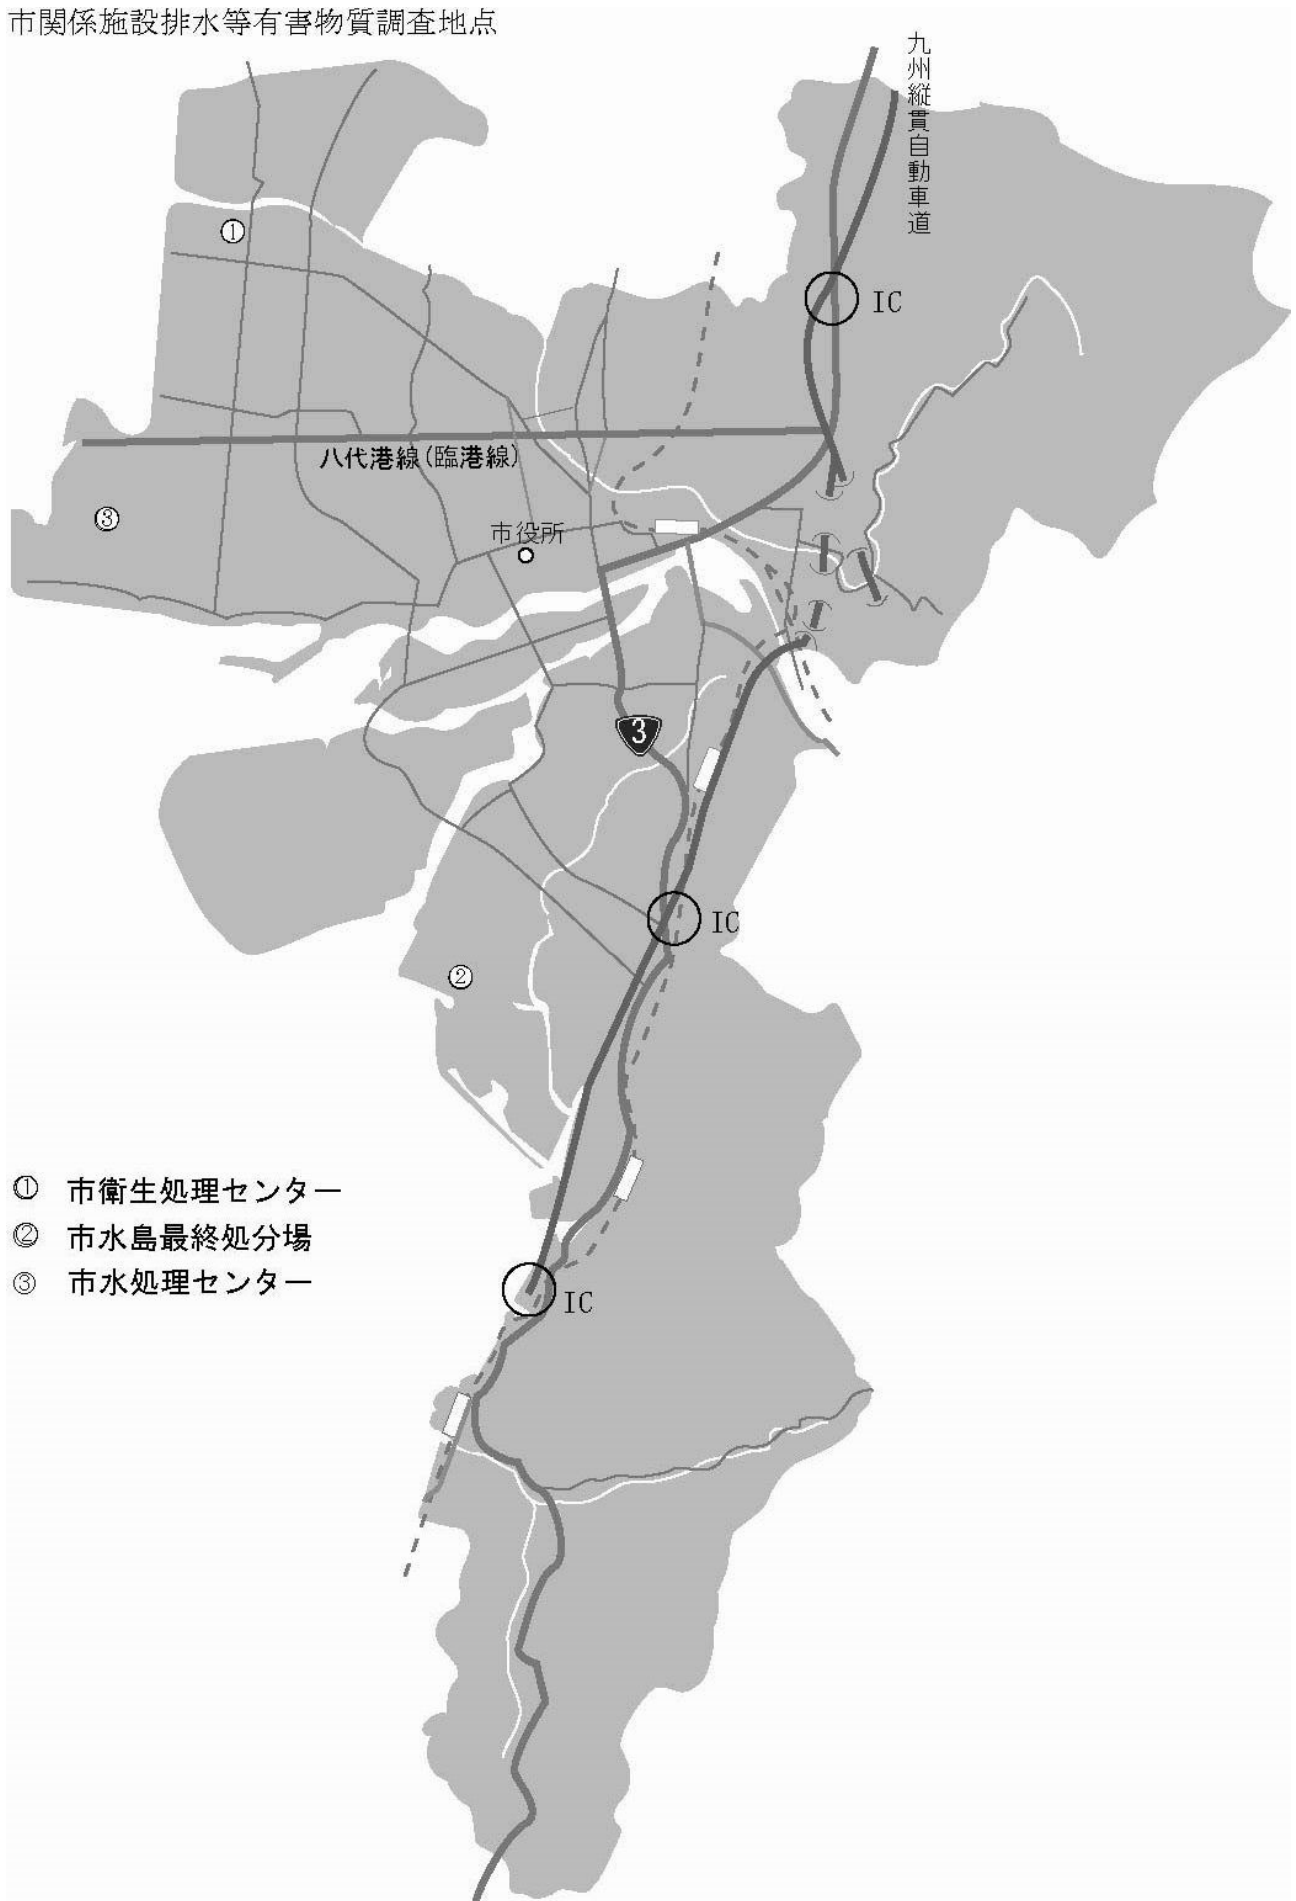 市関係施設排水等有害物質調査地点
九州縦貫自動車道
①
IC
八代港線(臨港線)
③
市役所
3
IC
②
① 市衛生処理センター
② 市水島最終処分場
③ 市水処理センター
IC